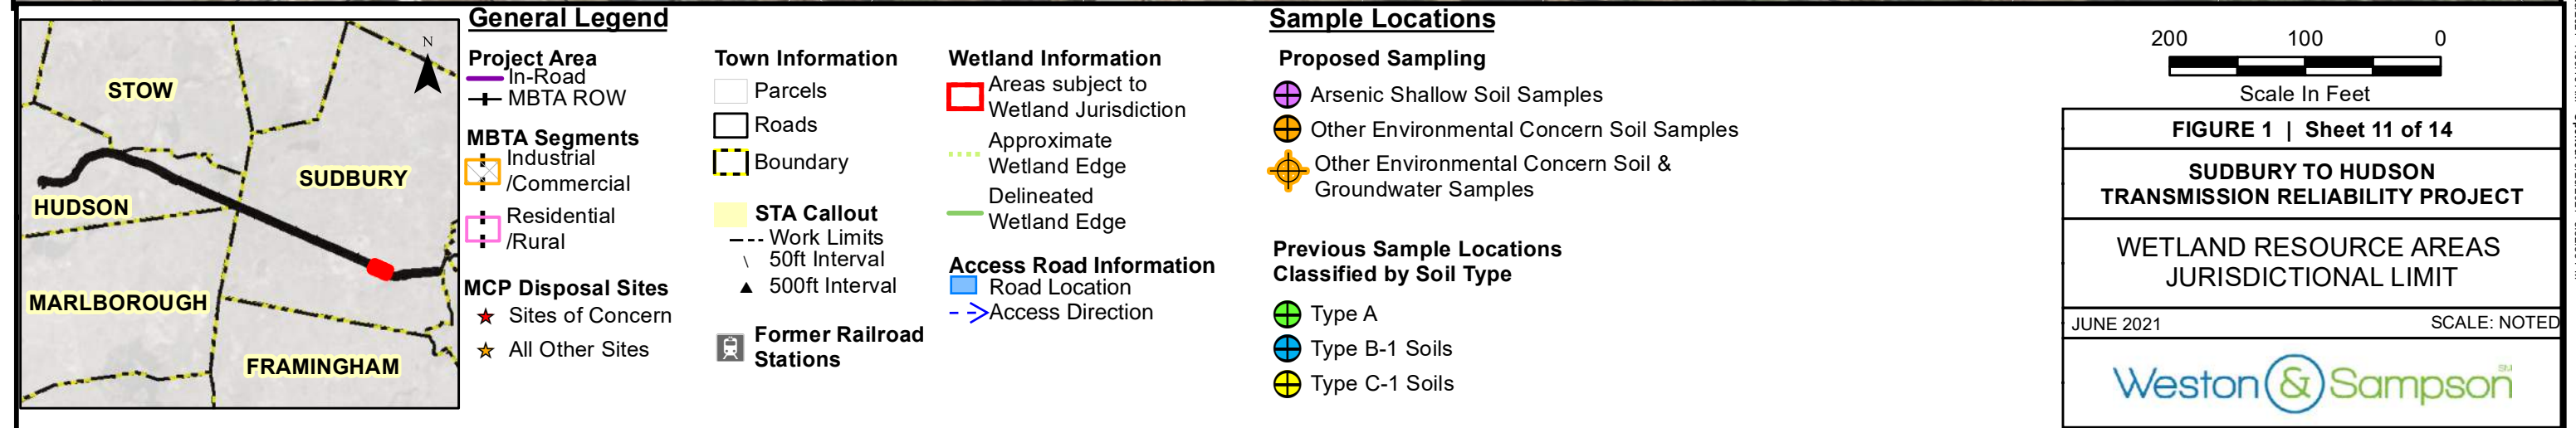 N
STOW
SUDBURY
HUDSON
MARLBOROUGH
FRAMINGHAM
General Legend
Project Area
In-Road
MBTA ROW
MBTA Segments
Industrial
/Commercial
Residential
/Rural
MCP Disposal Sites
Sites of Concern
All Other Sites
Town Information
Parcels
Roads
Boundary
STA Callout
Work Limits
50ft Interval
500ft Interval
Former Railroad
Stations
Wetland Information
Areas subject to
Wetland Jurisdiction
Approximate
Wetland Edge
Delineated
Wetland Edge
Access Road Information
Road Location
Access Direction
Sample Locations
Proposed Sampling
Arsenic Shallow Soil Samples
Other Environmental Concern Soil Samples
Other Environmental Concern Soil &
Groundwater Samples
Previous Sample Locations
Classified by Soil Type
Type A
Type B-1 Soils
Type C-1 Soils
200 100 0
Scale In Feet
FIGURE 1 | Sheet 11 of 14
SUDBURY TO HUDSON
TRANSMISSION RELIABILITY PROJECT
WETLAND RESOURCE AREAS
JURISDICTIONAL LIMIT
JUNE 2021 SCALE: NOTED
Weston & Sampson SM